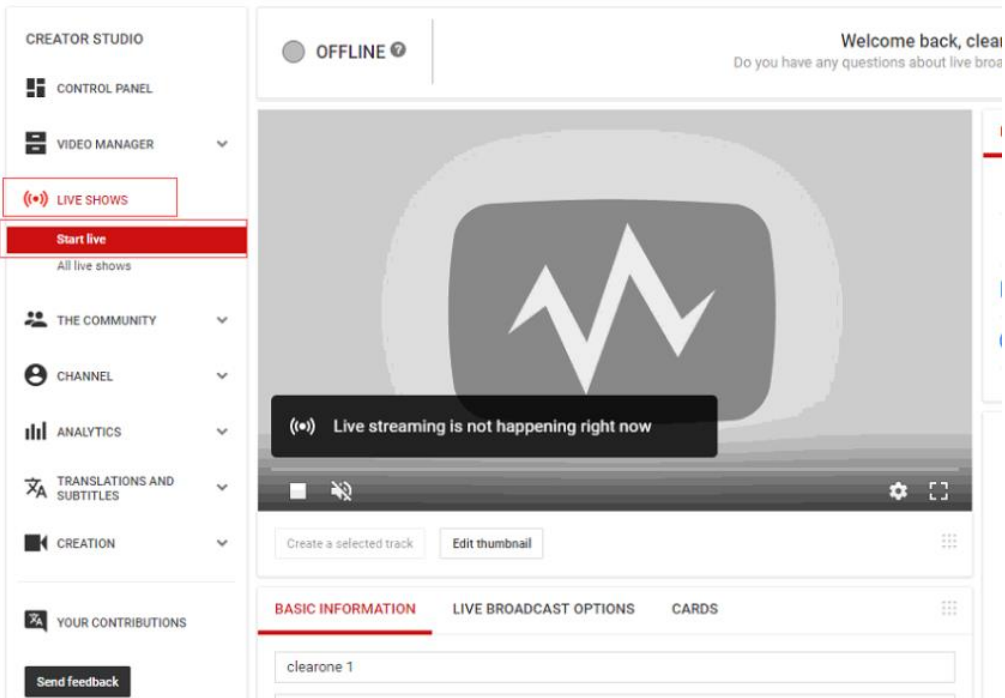 CREATOR STUDIO
CONTROL PANEL
VIDEO MANAGER
LIVE SHOWS
Start live
All live shows
THE COMMUNITY
CHANNEL
ANALYTICS
TRANSLATIONS AND
SUBTITLES
CREATION
YOUR CONTRIBUTIONS
Send feedback
OFFLINE ?
Welcome back, clear
Do you have any questions about live broa
Live streaming is not happening right now
Create a selected track
Edit thumbnail
BASIC INFORMATION LIVE BROADCAST OPTIONS CARDS
clearone 1